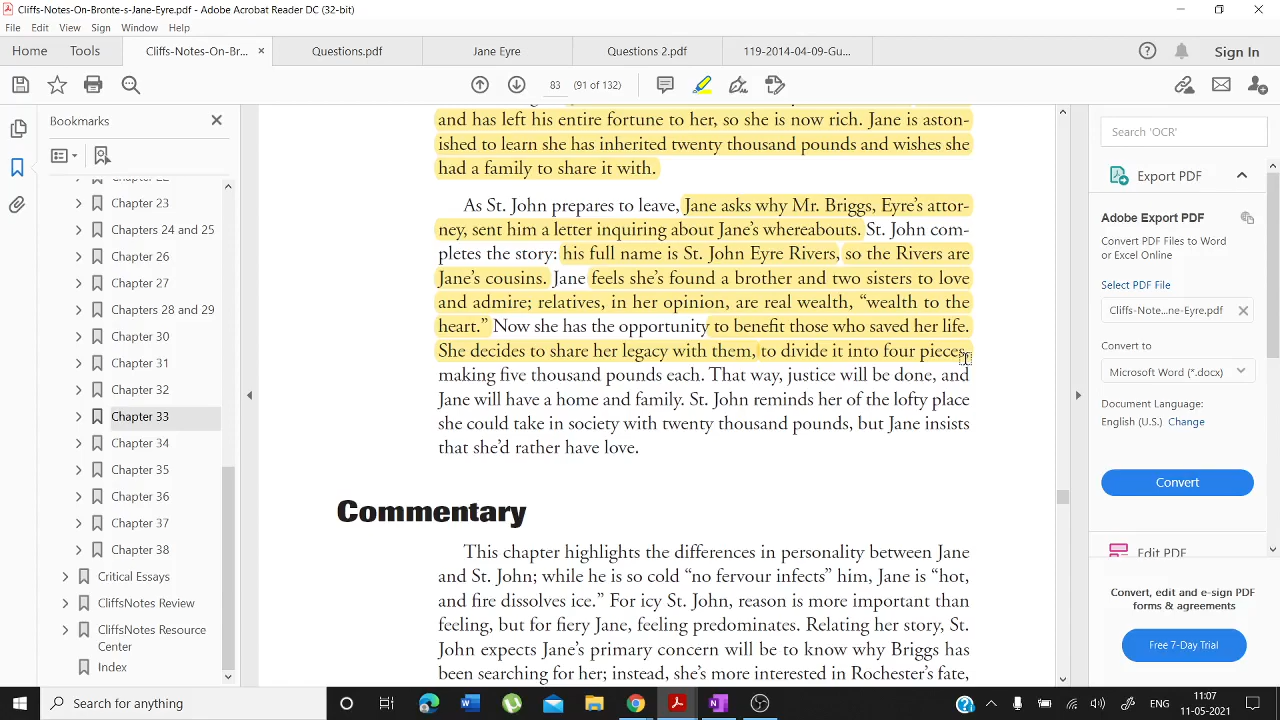 Cliffs-Notes-On-Bronte-s-Jane-Eyre.pdf - Adobe Acrobat Reader DC (32-bit)
File Edit View Sign Window Help
Home Tools Cliffs-Notes-On-Br... × Questions.pdf Jane Eyre Questions 2.pdf 119-2014-04-09-Gu... Sign In
83 (91 of 132)
Bookmarks
Chapter 23
Chapters 24 and 25
Chapter 26
Chapter 27
Chapters 28 and 29
Chapter 30
Chapter 31
Chapter 32
Chapter 33
Chapter 34
Chapter 35
Chapter 36
Chapter 37
Chapter 38
Critical Essays
CliffsNotes Review
CliffsNotes Resource
Center
Index
and has left his entire fortune to her, so she is now rich. Jane is aston-
ished to learn she has inherited twenty thousand pounds and wishes she
had a family to share it with.
As St. John prepares to leave, Jane asks why Mr. Briggs, Eyre's attor-
ney, sent him a letter inquiring about Jane's whereabouts. St. John com-
pletes the story: his full name is St. John Eyre Rivers, so the Rivers are
Jane's cousins. Jane feels she's found a brother and two sisters to love
and admire; relatives, in her opinion, are real wealth, “wealth to the
heart.” Now she has the opportunity to benefit those who saved her life.
She decides to share her legacy with them, to divide it into four pieces,
making five thousand pounds each. That way, justice will be done, and
Jane will have a home and family. St. John reminds her of the lofty place
she could take in society with twenty thousand pounds, but Jane insists
that she'd rather have love.
Commentary
This chapter highlights the differences in personality between Jane
and St. John; while he is so cold “no fervour infects” him, Jane is “hot,
and fire dissolves ice.” For icy St. John, reason is more important than
feeling, but for fiery Jane, feeling predominates. Relating her story, St.
John expects Jane's primary concern will be to know why Briggs has
been searching for her; instead, she's more interested in Rochester's fate,
Search 'OCR'
Export PDF
Adobe Export PDF
Convert PDF Files to Word
or Excel Online
Select PDF File
Cliffs-Note...ne-Eyre.pdf
Convert to
Microsoft Word (*.docx)
Document Language:
English (U.S.) Change
Convert
Edit PDF
Convert, edit and e-sign PDF
forms & agreements
Free 7-Day Trial
Search for anything
ENG
11:07
11-05-2021